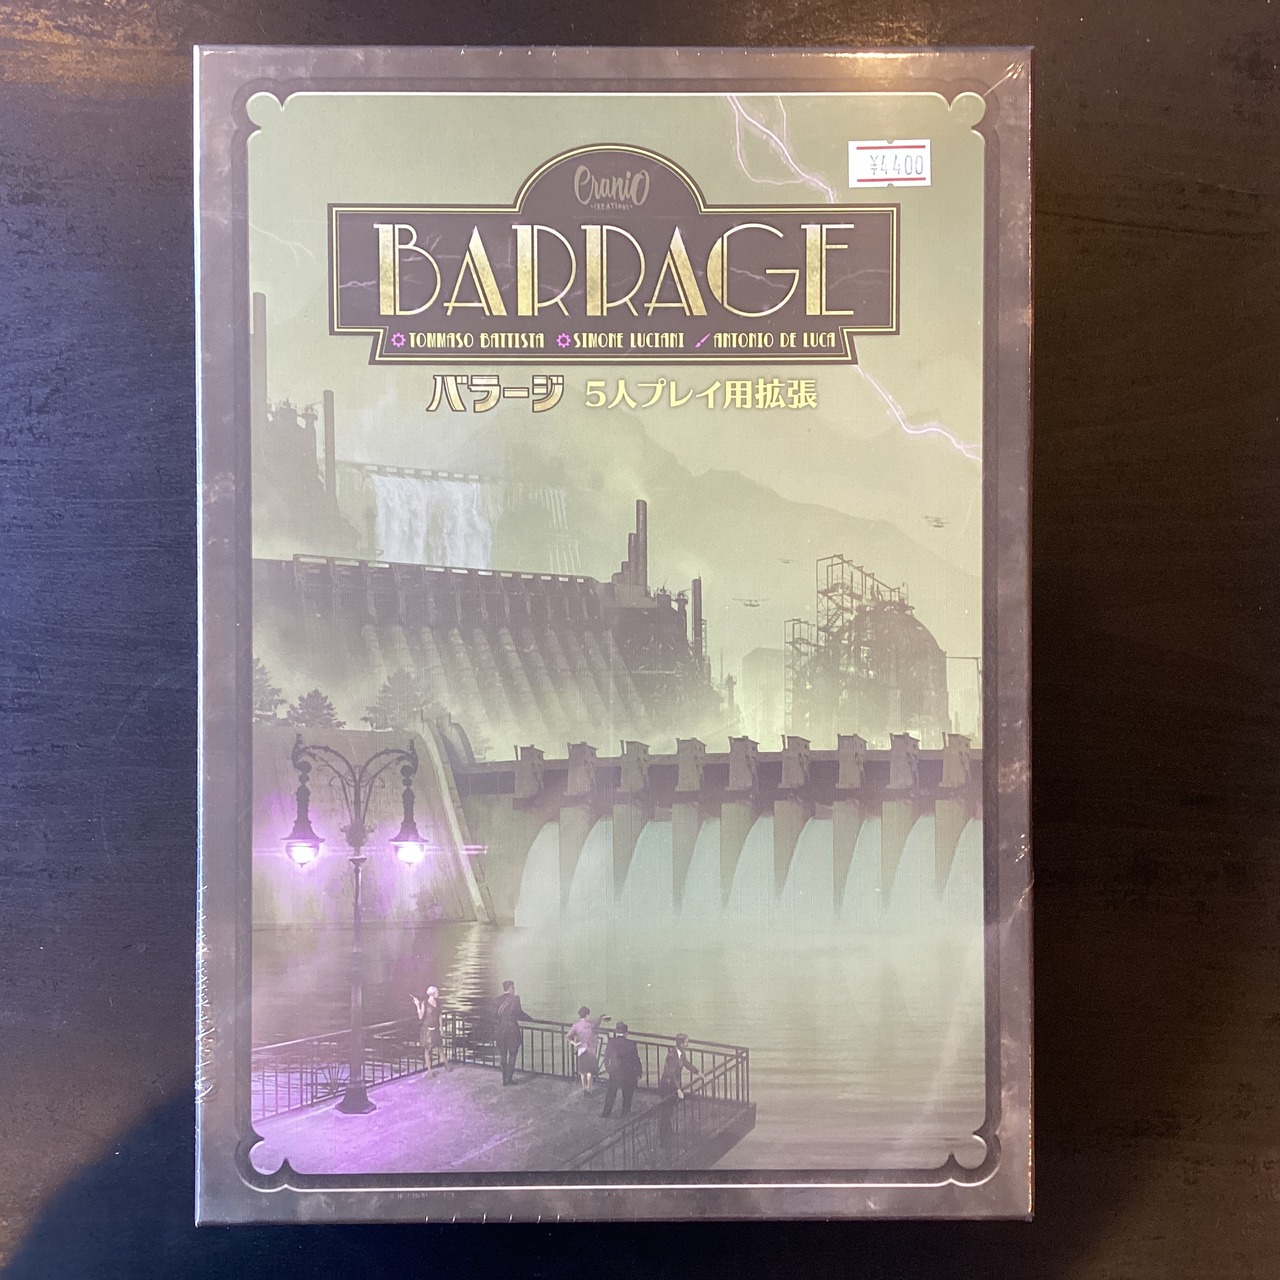 ¥4400
CraniO
CREATIONS
BARRAGE
TOMMASO BATTISTA SIMONE LUCIANI ANTONIO DE LUCA
バラージ 5人プレイ用拡張